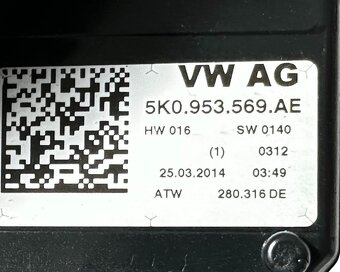 VW AG
5K0.953.569.AE
HW 016 SW 0140
(1) 0312
25.03.2014 03:49
ATW 280.316 DE